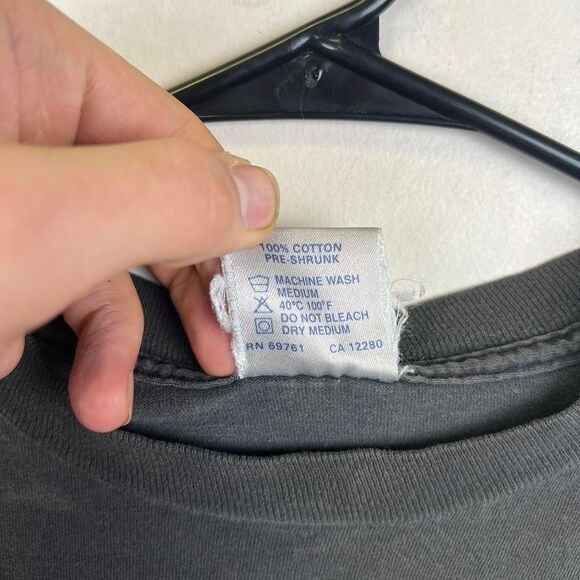 100% COTTON
PRE-SHRUNK
MACHINE WASH
MEDIUM
40°C 100°F
DO NOT BLEACH
DRY MEDIUM
RN 69761 CA 12280